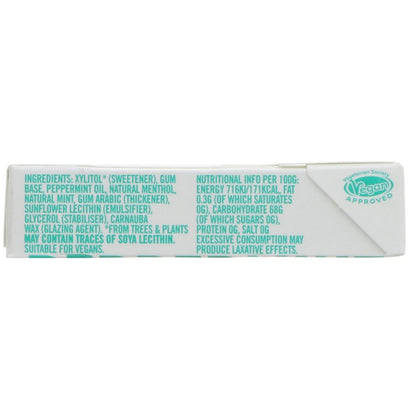 INGREDIENTS: XYLITOL* (SWEETENER), GUM
BASE, PEPPERMINT OIL, NATURAL MENTHOL,
NATURAL MINT, GUM ARABIC (THICKENER),
SUNFLOWER LECITHIN (EMULSIFIER),
GLYCEROL (STABILISER), CARNAUBA
WAX (GLAZING AGENT). *FROM TREES & PLANTS
MAY CONTAIN TRACES OF SOYA LECITHIN.
SUITABLE FOR VEGANS.
NUTRITIONAL INFO PER 100G:
ENERGY 716KJ/171KCAL, FAT
0.3G (OF WHICH SATURATES
0G), CARBOHYDRATE 68G
(OF WHICH SUGARS 0G),
PROTEIN 0G, SALT 0G
EXCESSIVE CONSUMPTION MAY
PRODUCE LAXATIVE EFFECTS.
Vegetarian Society
Vegan
APPROVED